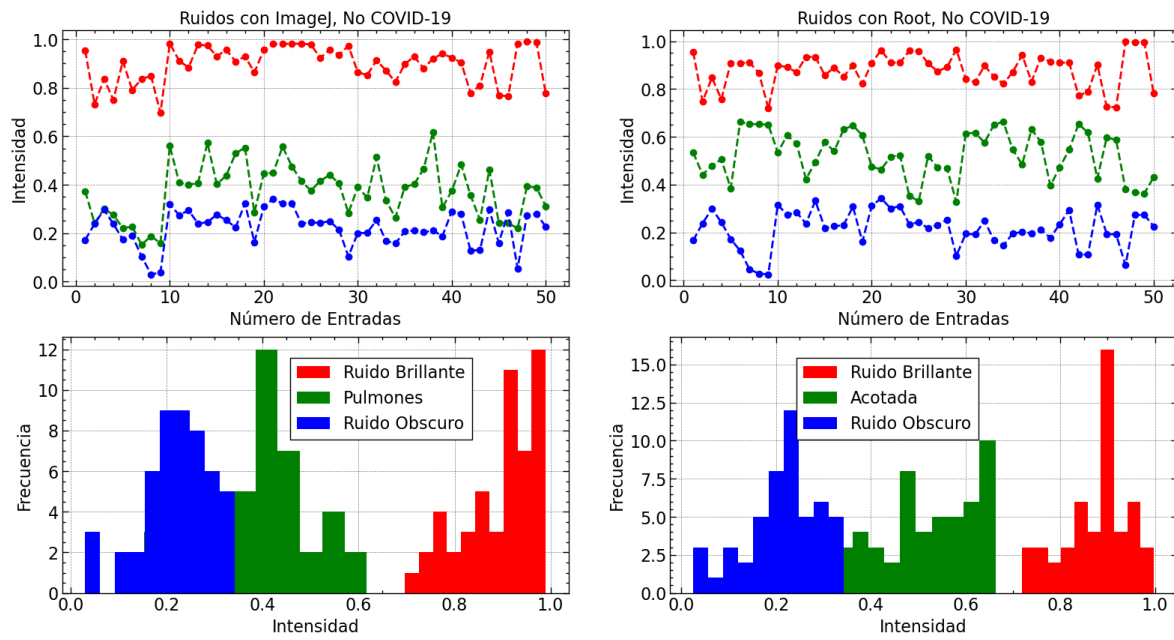 Ruidos con ImageJ, No COVID-19
Intensidad
1.0
0.8
0.6
0.4
0.2
0.0
0 10 20 30 40 50
Número de Entradas
Ruidos con Root, No COVID-19
Intensidad
1.0
0.8
0.6
0.4
0.2
0.0
0 10 20 30 40 50
Número de Entradas
Frecuencia
12
10
8
6
4
2
0
Ruido Brillante
Pulmones
Ruido Obscuro
0.0 0.2 0.4 0.6 0.8 1.0
Intensidad
Frecuencia
15.0
12.5
10.0
7.5
5.0
2.5
0.0
Ruido Brillante
Acotada
Ruido Obscuro
0.0 0.2 0.4 0.6 0.8 1.0
Intensidad